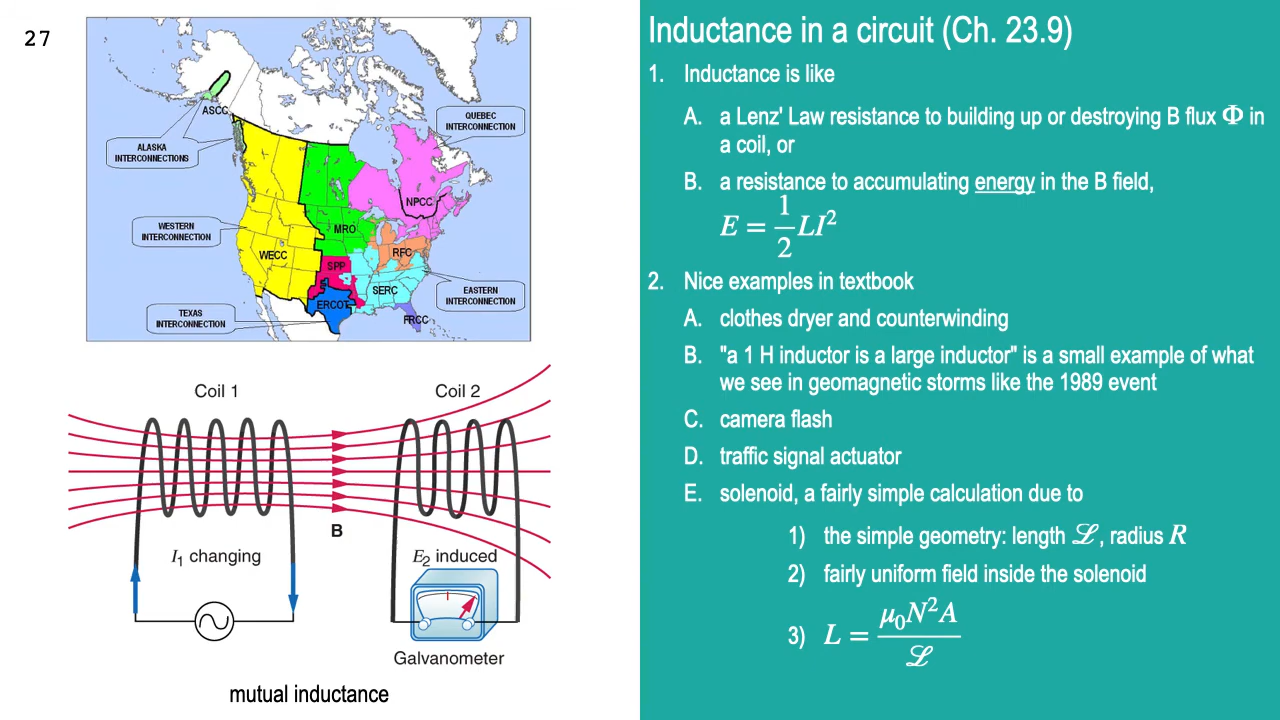 27
ASCC
ALASKA
INTERCONNECTIONS
QUEBEC
INTERCONNECTION
WESTERN
INTERCONNECTION
WECC
MRO
NPCC
RFC
SPP
SERC
ERCOT
FRCC
EASTERN
INTERCONNECTION
TEXAS
INTERCONNECTION
Coil 1
Coil 2
B
I₁ changing
E₂ induced
Galvanometer
mutual inductance
Inductance in a circuit (Ch. 23.9)
1. Inductance is like
A. a Lenz' Law resistance to building up or destroying B flux Φ in
a coil, or
B. a resistance to accumulating energy in the B field,
E = 1/2 LI²
2. Nice examples in textbook
A. clothes dryer and counterwinding
B. "a 1 H inductor is a large inductor" is a small example of what
we see in geomagnetic storms like the 1989 event
C. camera flash
D. traffic signal actuator
E. solenoid, a fairly simple calculation due to
1) the simple geometry: length ℒ, radius R
2) fairly uniform field inside the solenoid
3) L = μ₀N²A/ℒ